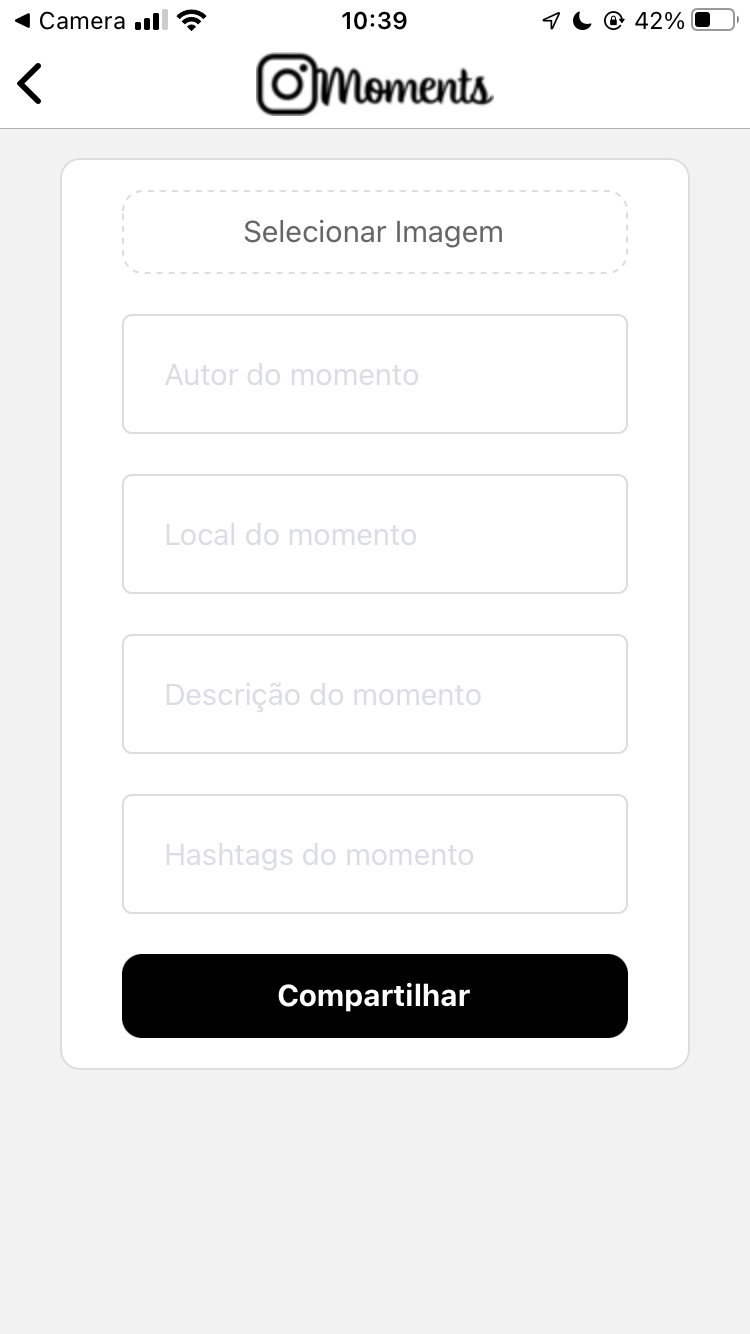 Camera 10:39 42%
Moments
Selecionar Imagem
Autor do momento
Local do momento
Descrição do momento
Hashtags do momento
Compartilhar